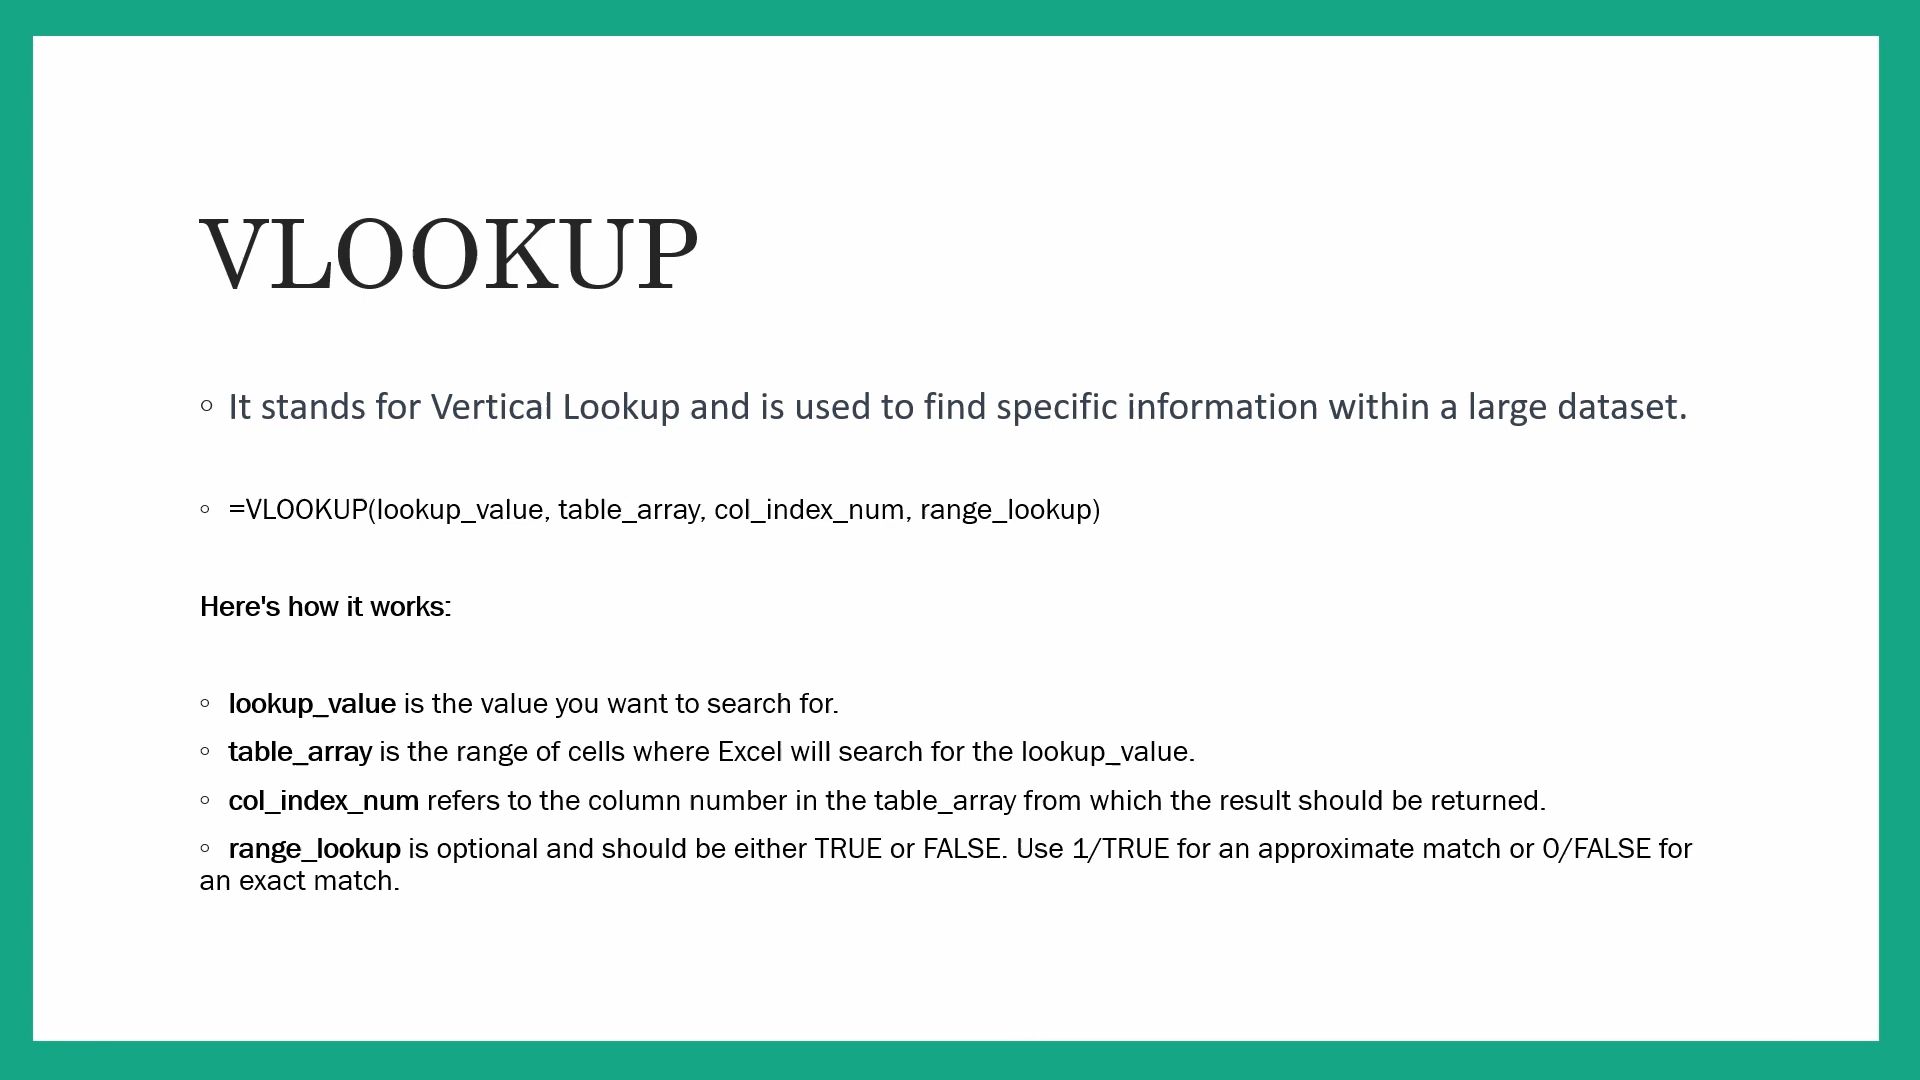 VLOOKUP
◦ It stands for Vertical Lookup and is used to find specific information within a large dataset.
◦ =VLOOKUP(lookup_value, table_array, col_index_num, range_lookup)
Here's how it works:
◦ lookup_value is the value you want to search for.
◦ table_array is the range of cells where Excel will search for the lookup_value.
◦ col_index_num refers to the column number in the table_array from which the result should be returned.
◦ range_lookup is optional and should be either TRUE or FALSE. Use 1/TRUE for an approximate match or 0/FALSE for
an exact match.